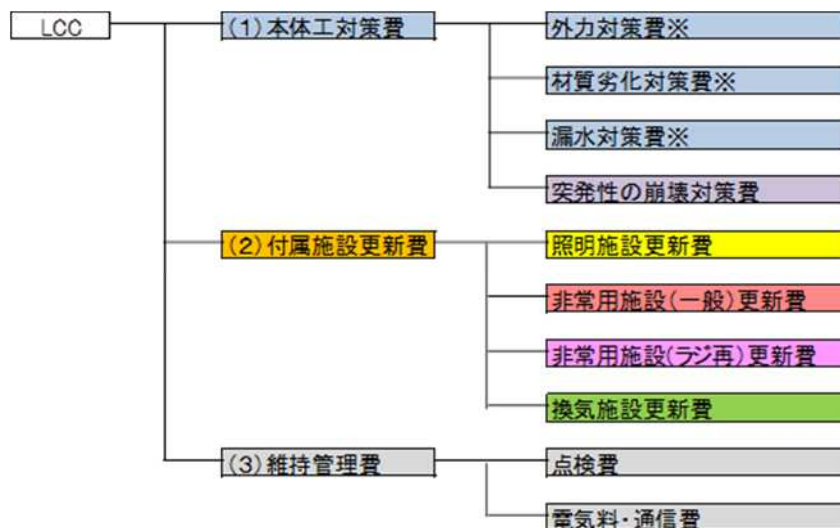 LCC
(1)本体工対策費
外力対策費※
材質劣化対策費※
漏水対策費※
突発性の崩壊対策費
(2)付属施設更新費
照明施設更新費
非常用施設(一般)更新費
非常用施設(ラジ再)更新費
換気施設更新費
(3)維持管理費
点検費
電気料・通信費